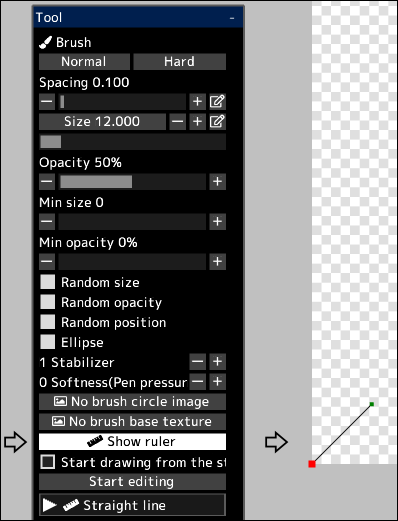 Tool -
Brush
Normal Hard
Spacing 0.100
Size 12.000
Opacity 50%
Min size 0
Min opacity 0%
Random size
Random opacity
Random position
Ellipse
1 Stabilizer
0 Softness(Pen pressur
No brush circle image
No brush base texture
Show ruler
Start drawing from the st
Start editing
Straight line